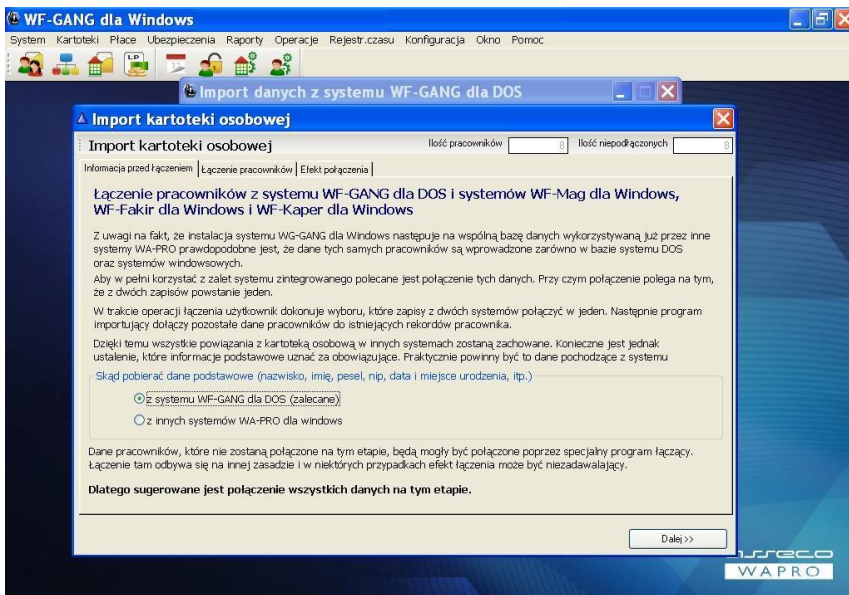 WF-GANG dla Windows
System Kartoteki Płace Ubezpieczenia Raporty Operacje Rejestr.czasu Konfiguracja Okno Pomoc
Import danych z systemu WF-GANG dla DOS
Import kartoteki osobowej
Import kartoteki osobowej Ilość pracowników 8 Ilość niepodłączonych 8
Informacja przed łączeniem Łączenie pracowników Efekt połączenia
Łączenie pracowników z systemu WF-GANG dla DOS i systemów WF-Mag dla Windows,
WF-Fakir dla Windows i WF-Kaper dla Windows
Z uwagi na fakt, że instalacja systemu WG-GANG dla Windows następuje na wspólną bazę danych wykorzystywaną już przez inne
systemy WA-PRO prawdopodobne jest, że dane tych samych pracowników są wprowadzone zarówno w bazie systemu DOS
oraz systemów windowsowych.
Aby w pełni korzystać z zalet systemu zintegrowanego polecane jest połączenie tych danych. Przy czym połączenie polega na tym,
że z dwóch zapisów powstanie jeden.
W trakcie operacji łączenia użytkownik dokonuje wyboru, które zapisy z dwóch systemów połączyć w jeden. Następnie program
importujący dołączy pozostałe dane pracowników do istniejących rekordów pracownika.
Dzięki temu wszystkie powiązania z kartoteką osobową w innych systemach zostaną zachowane. Konieczne jest jednak
ustalenie, które informacje podstawowe uznać za obowiązujące. Praktycznie powinny być to dane pochodzące z systemu
Skąd pobierać dane podstawowe (nazwisko, imię, pesel, nip, data i miejsce urodzenia, itp.)
z systemu WF-GANG dla DOS (zalecane)
z innych systemów WA-PRO dla windows
Dane pracowników, które nie zostaną połączone na tym etapie, będą mogły być połączone poprzez specjalny program łączący.
Łączenie tam odbywa się na innej zasadzie i w niektórych przypadkach efekt łączenia może być niezadawalający.
Dlatego sugerowane jest połączenie wszystkich danych na tym etapie.
Dalej >>
asseco
WAPRO